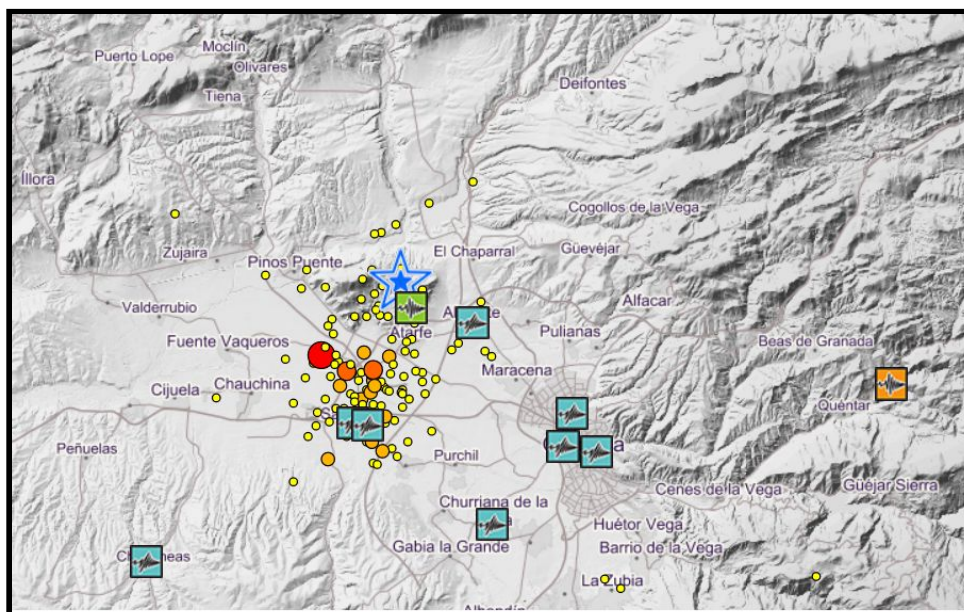 Moclín
Puerto Lope
Olivares
Tiena
Deifontes
Íllora
Cogollos de la Vega
Zujaira
El Chaparral
Güevéjar
Pinos Puente
Valderrubio
Alfacar
Atarfe
Pulianas
Fuente Vaqueros
Beas de Granada
Maracena
Cijuela
Chauchina
Quéntar
Peñuelas
Purchil
Cenes de la Vega
Güéjar Sierra
Churriana de la
Huétor Vega
Gabia la Grande
Barrio de la Vega
La Zubia